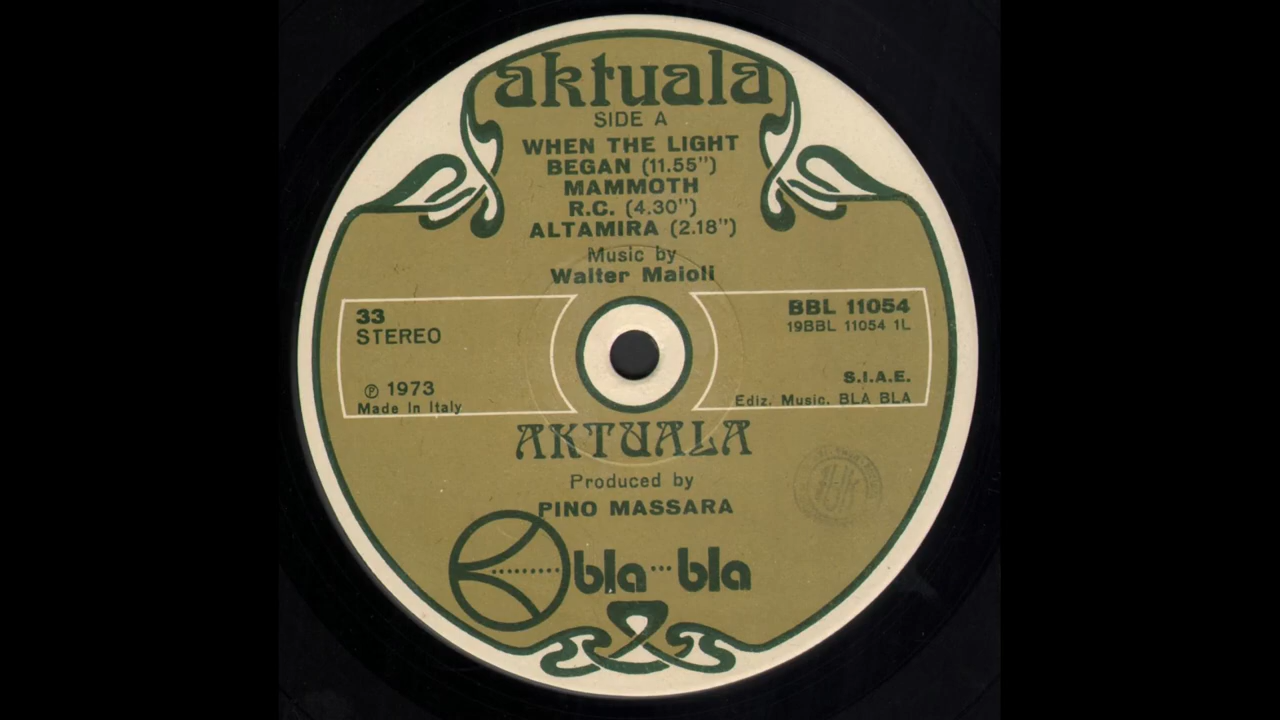 aktuala
SIDE A
WHEN THE LIGHT
BEGAN (11.55")
MAMMOTH
R.C. (4.30")
ALTAMIRA (2.18")
Music by
Walter Maioli
33
STEREO
℗ 1973
Made In Italy
BBL 11054
19BBL 11054 1L
S.I.A.E.
Ediz. Music. BLA BLA
AKTUALA
Produced by
PINO MASSARA
bla···bla